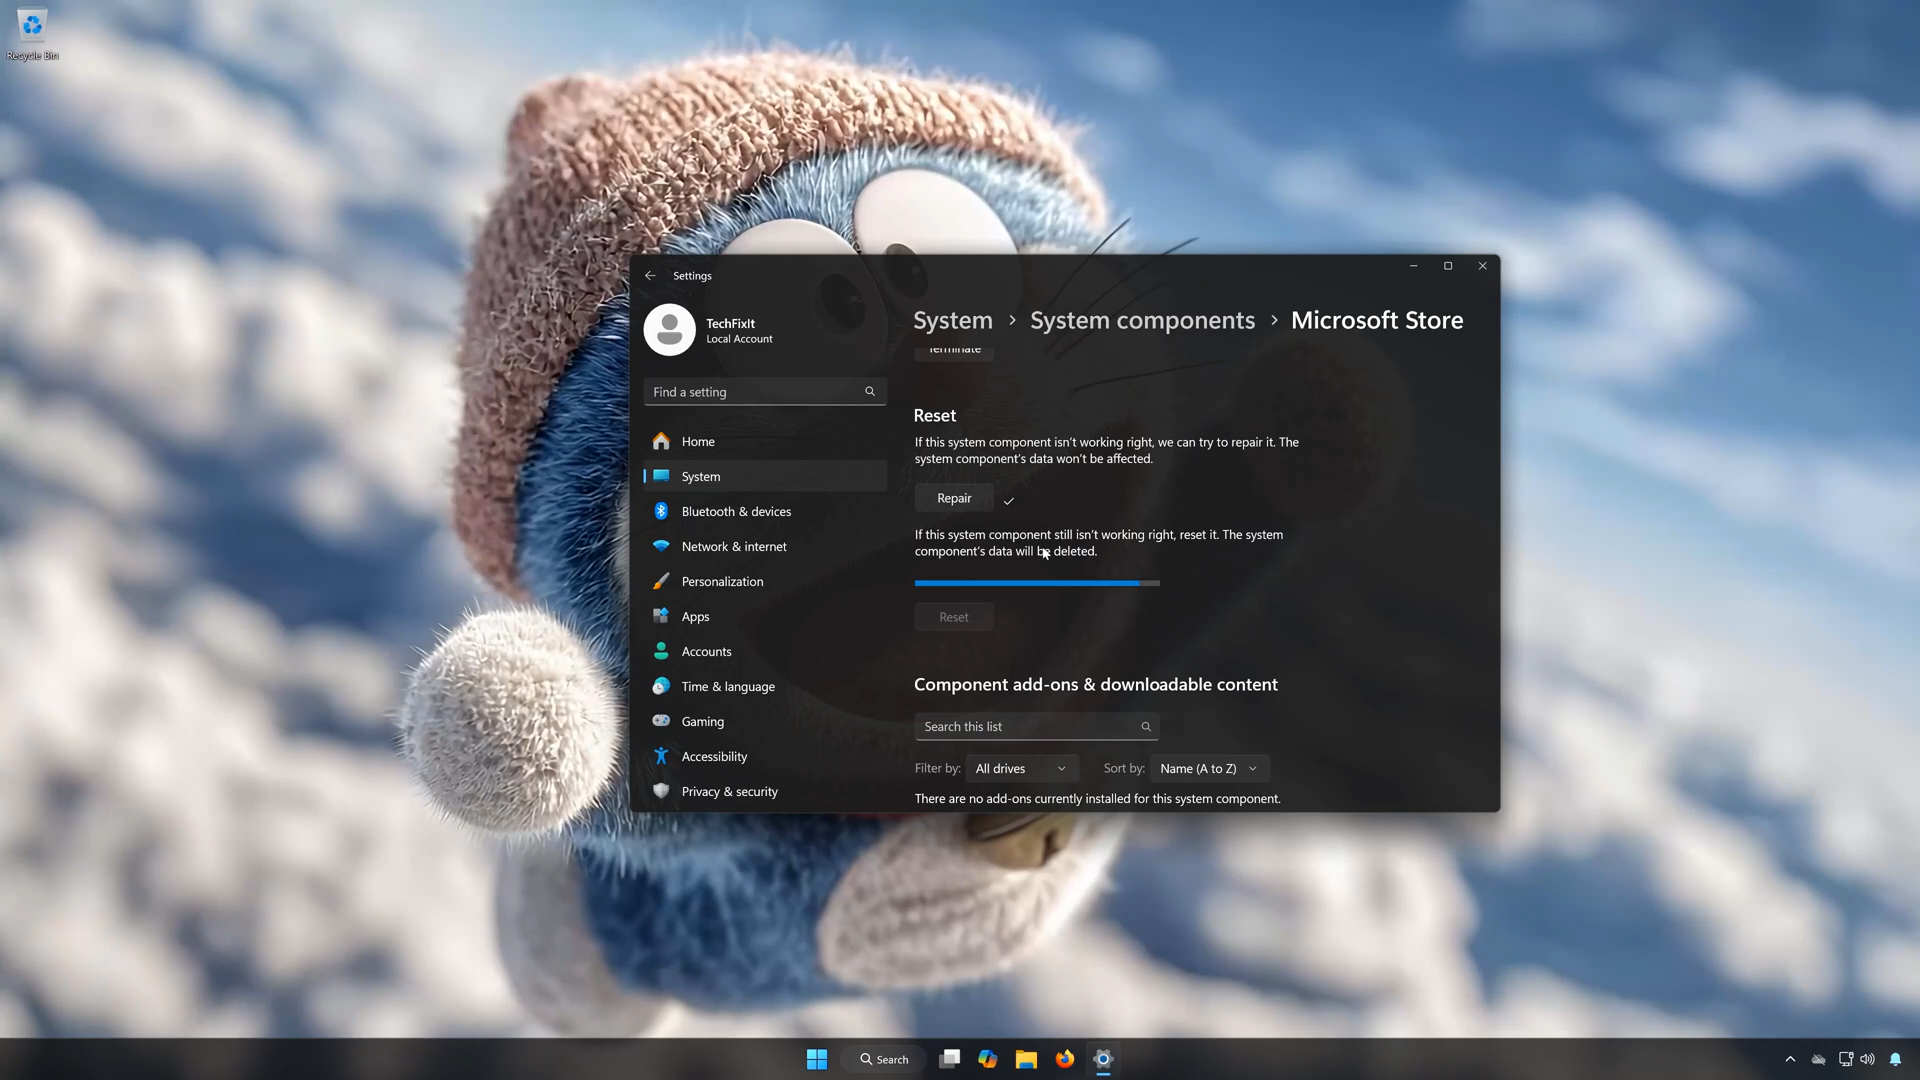 Recycle Bin
Settings
TechFixIt
Local Account
Find a setting
Home
System
Bluetooth & devices
Network & internet
Personalization
Apps
Accounts
Time & language
Gaming
Accessibility
Privacy & security
System > System components > Microsoft Store
Terminate
Reset
If this system component isn't working right, we can try to repair it. The
system component's data won't be affected.
Repair
If this system component still isn't working right, reset it. The system
component's data will be deleted.
Reset
Component add-ons & downloadable content
Search this list
Filter by: All drives Sort by: Name (A to Z)
There are no add-ons currently installed for this system component.
Search